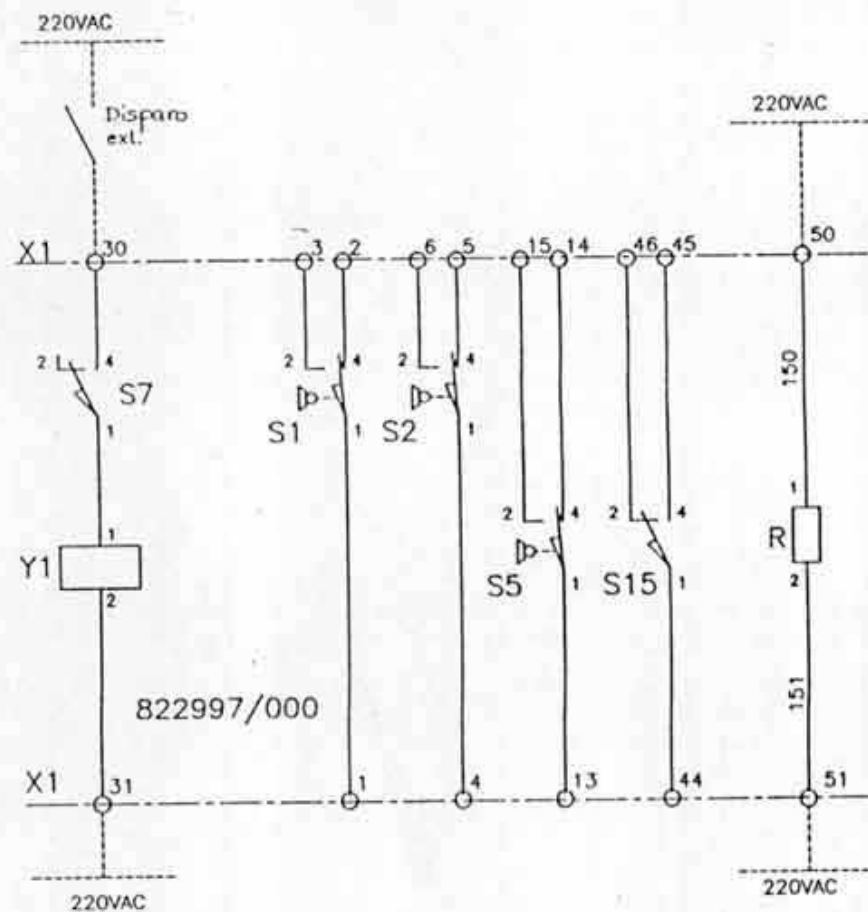 220VAC
Disparo
ext.
220VAC
X1 30 3 2 6 5 15 14 46 45 50
2 4 S7 1
2 4 S1 1
2 4 S2 1
150
2 4 S5 1
2 4 S15 1
1 R 2
Y1 1 2
151
822997/000
X1 31 1 4 13 44 51
220VAC
220VAC